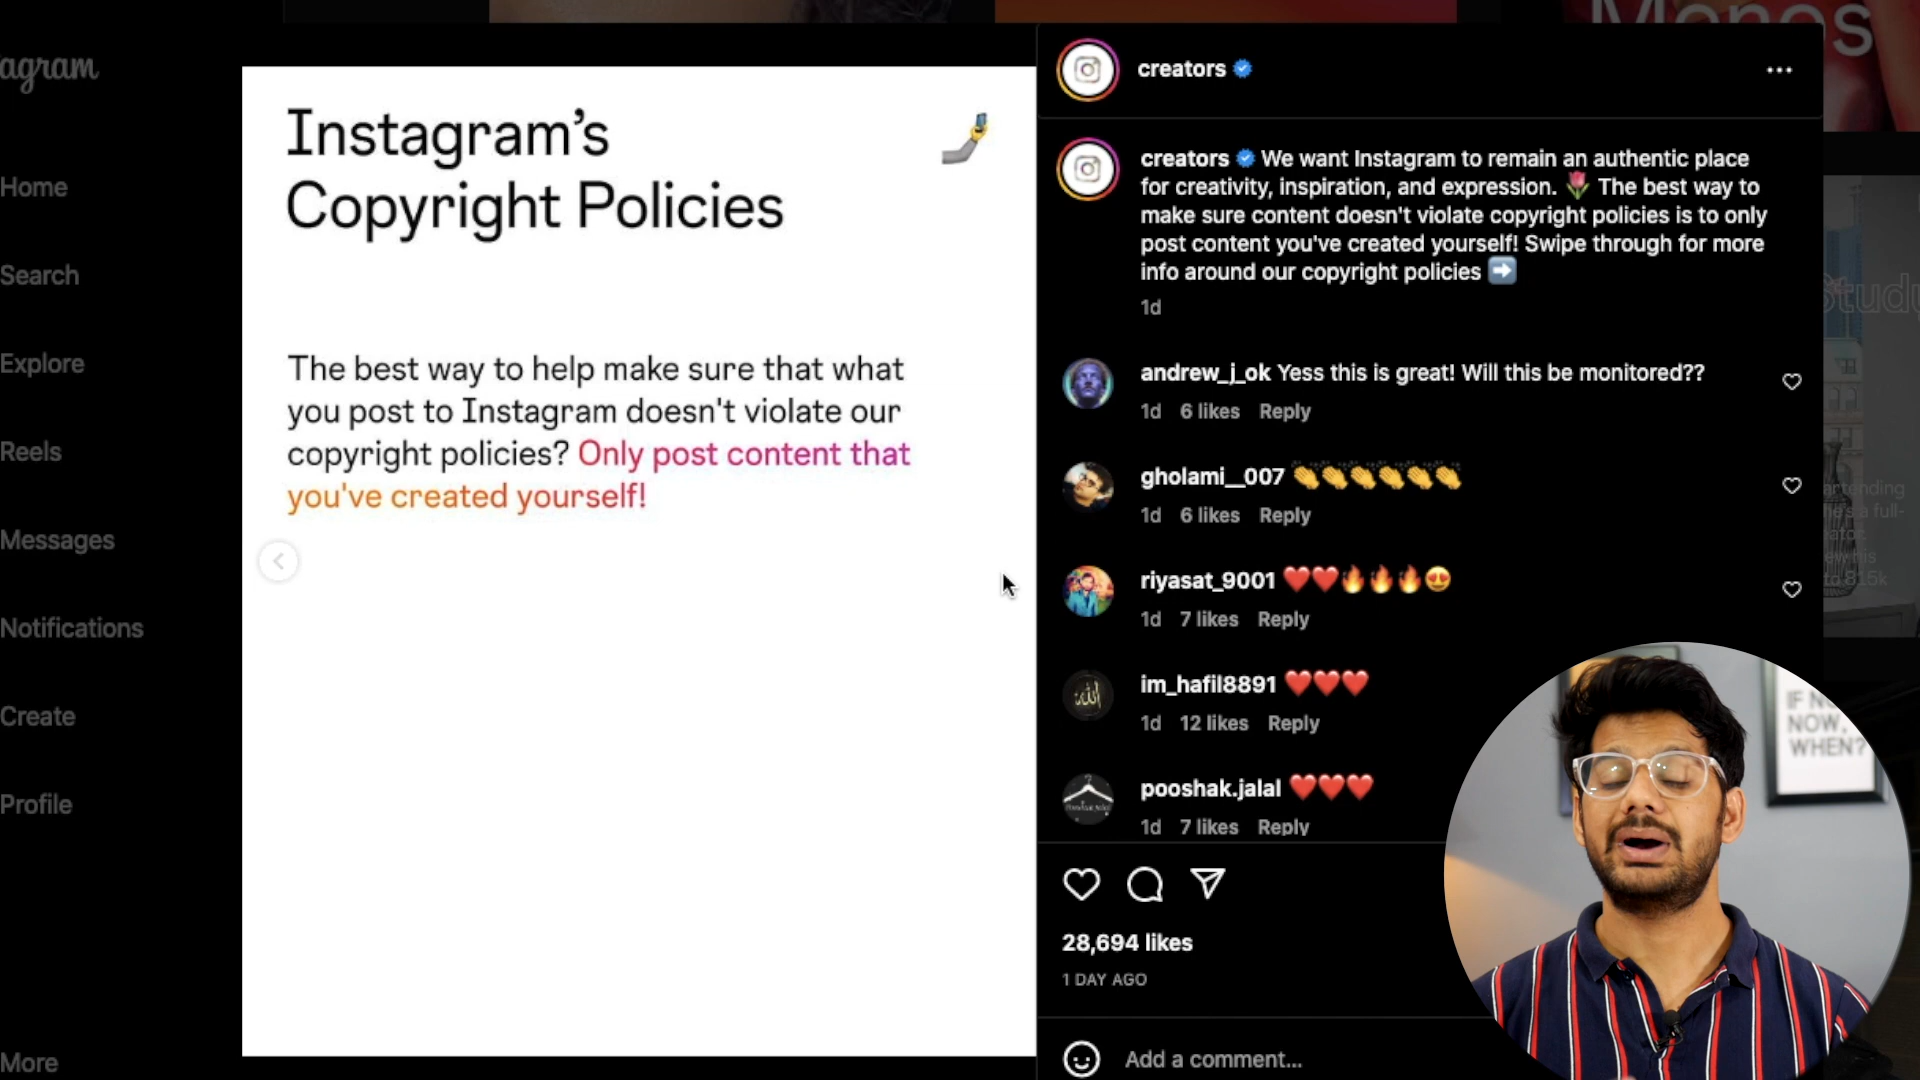 agram
Home
Search
Explore
Reels
Messages
Notifications
Create
Profile
More
Instagram’s
Copyright Policies
The best way to help make sure that what
you post to Instagram doesn't violate our
copyright policies? Only post content that
you've created yourself!
creators
creators We want Instagram to remain an authentic place
for creativity, inspiration, and expression. 🌷 The best way to
make sure content doesn't violate copyright policies is to only
post content you've created yourself! Swipe through for more
info around our copyright policies ➡️
1d
andrew_j_ok Yess this is great! Will this be monitored??
1d 6 likes Reply
gholami__007 👏👏👏👏👏👏
1d 6 likes Reply
riyasat_9001 ❤️❤️🔥🔥🔥😍
1d 7 likes Reply
im_hafil8891 ❤️❤️❤️
1d 12 likes Reply
pooshak.jalal ❤️❤️❤️
1d 7 likes Reply
28,694 likes
1 DAY AGO
Add a comment...
Study
to 815k
IF NO
NOW,
WHEN?